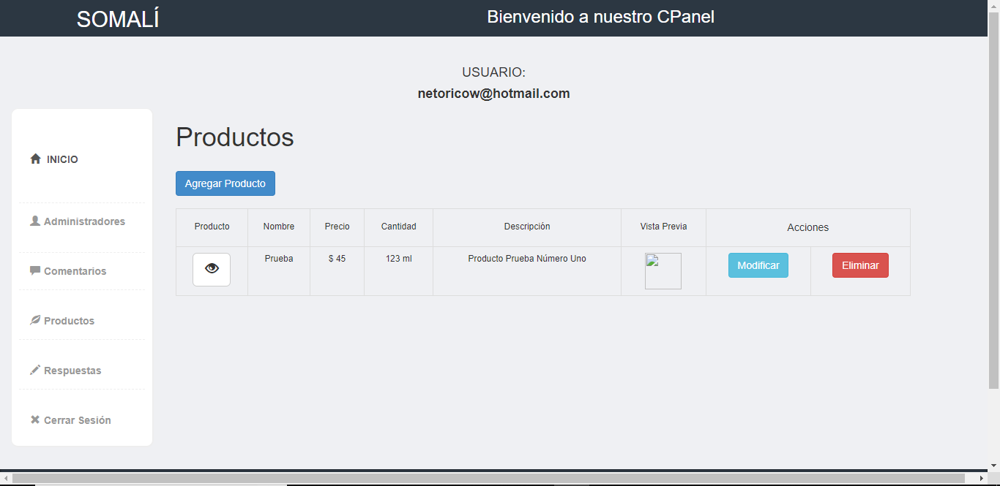 SOMALÍ
Bienvenido a nuestro CPanel
USUARIO:
netoricow@hotmail.com
INICIO
Administradores
Comentarios
Productos
Respuestas
Cerrar Sesión
Productos
Agregar Producto
Producto Nombre Precio Cantidad Descripción Vista Previa Acciones
Prueba $ 45 123 ml Producto Prueba Número Uno Modificar Eliminar